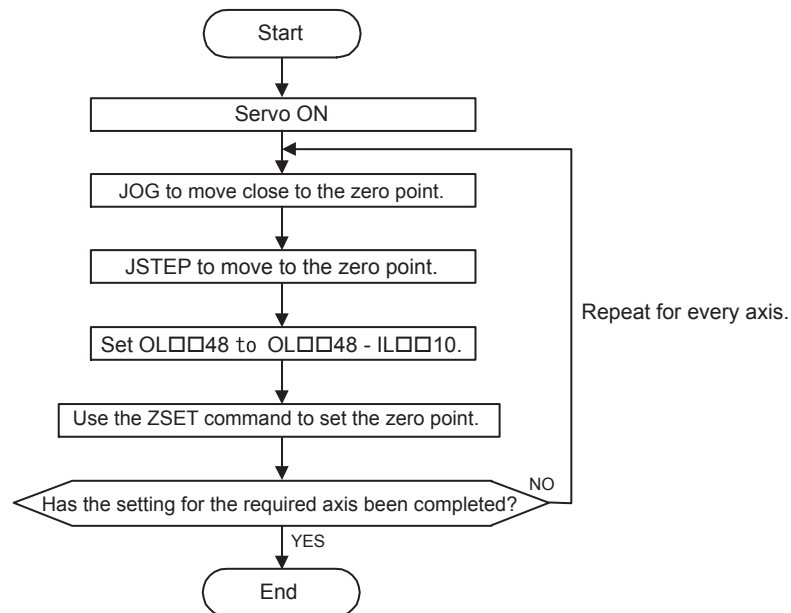 Start
Servo ON
JOG to move close to the zero point.
JSTEP to move to the zero point.
Repeat for every axis.
Set OL□□48 to OL□□48 - IL□□10.
Use the ZSET command to set the zero point.
Has the setting for the required axis been completed?
NO
YES
End